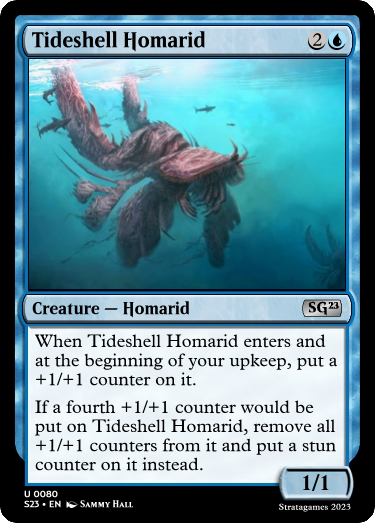 Tideshell Homarid 2
Creature — Homarid SG23
When Tideshell Homarid enters and
at the beginning of your upkeep, put a
+1/+1 counter on it.
If a fourth +1/+1 counter would be
put on Tideshell Homarid, remove all
+1/+1 counters from it and put a stun
counter on it instead.
1/1
U 0080
S23 • EN Sammy Hall
Stratagames 2023